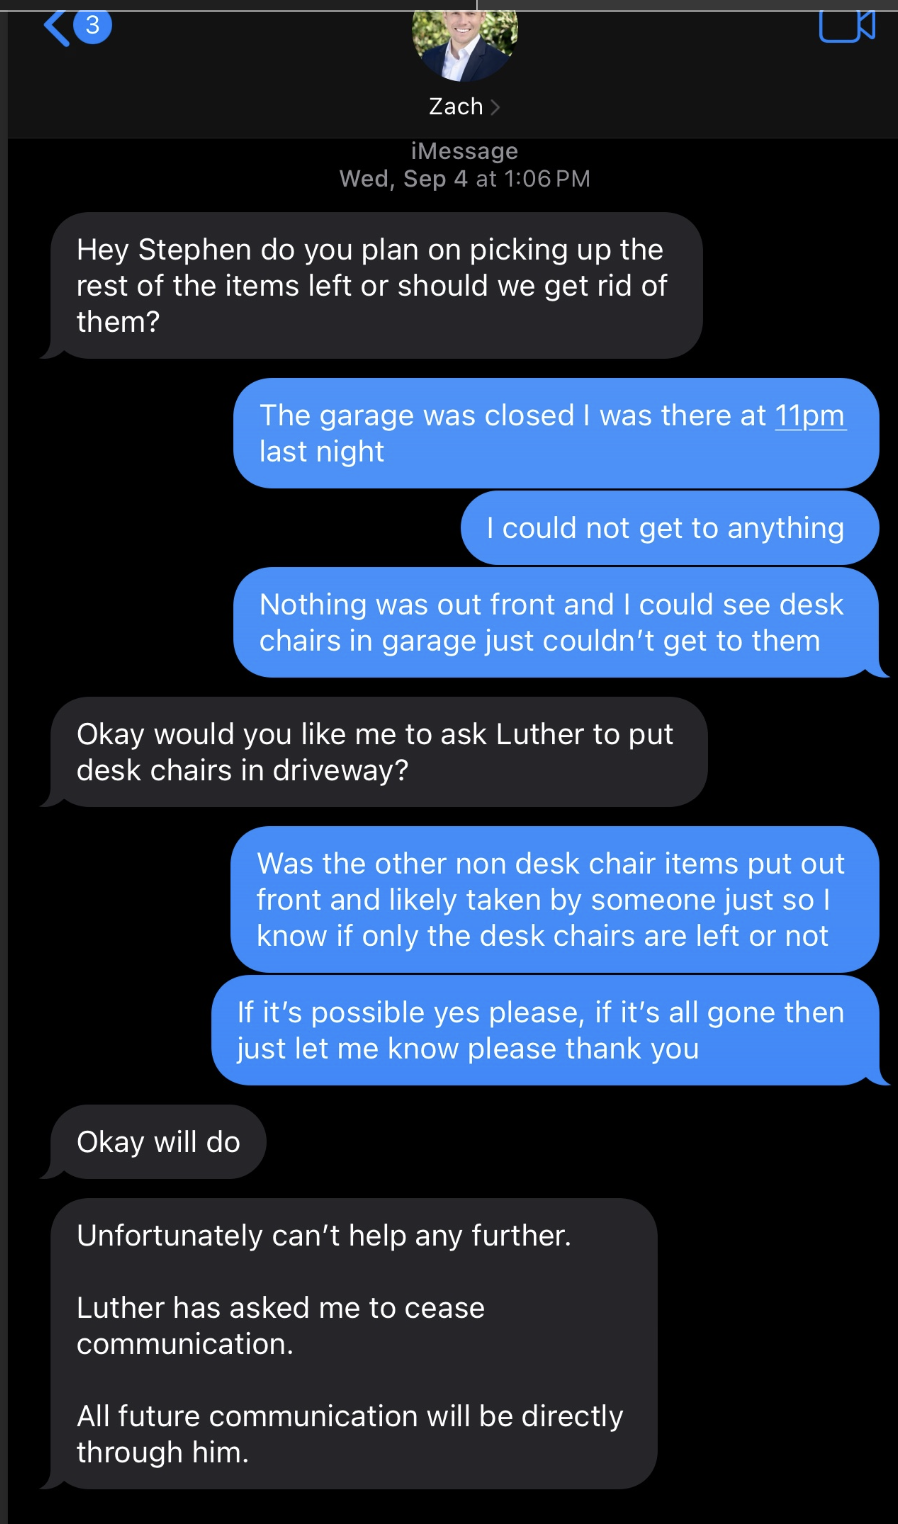 3
Zach
iMessage
Wed, Sep 4 at 1:06 PM
Hey Stephen do you plan on picking up the
rest of the items left or should we get rid of
them?
The garage was closed I was there at 11pm
last night
I could not get to anything
Nothing was out front and I could see desk
chairs in garage just couldn't get to them
Okay would you like me to ask Luther to put
desk chairs in driveway?
Was the other non desk chair items put out
front and likely taken by someone just so I
know if only the desk chairs are left or not
If it's possible yes please, if it's all gone then
just let me know please thank you
Okay will do
Unfortunately can't help any further.
Luther has asked me to cease
communication.
All future communication will be directly
through him.